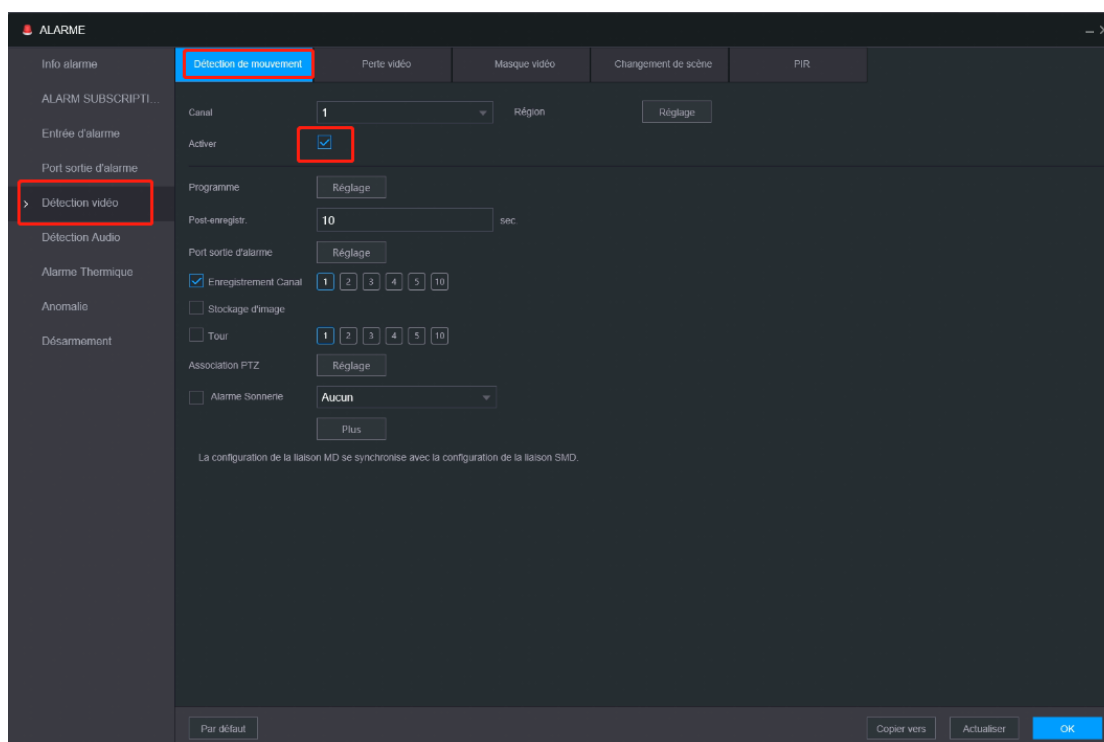 ALARME
Info alarme
ALARM SUBSCRIPTI...
Entrée d'alarme
Port sortie d'alarme
Détection vidéo
Détection Audio
Alarme Thermique
Anomalie
Désarmement
Détection de mouvement
Perte vidéo
Masque vidéo
Changement de scène
PIR
Canal 1 Région Réglage
Activer
Programme Réglage
Post-enregistr. 10 sec.
Port sortie d'alarme Réglage
Enregistrement Canal 1 2 3 4 5 10
Stockage d'image
Tour 1 2 3 4 5 10
Association PTZ Réglage
Alarme Sonnerie Aucun
Plus
La configuration de la liaison MD se synchronise avec la configuration de la liaison SMD.
Par défaut Copier vers Actualiser OK